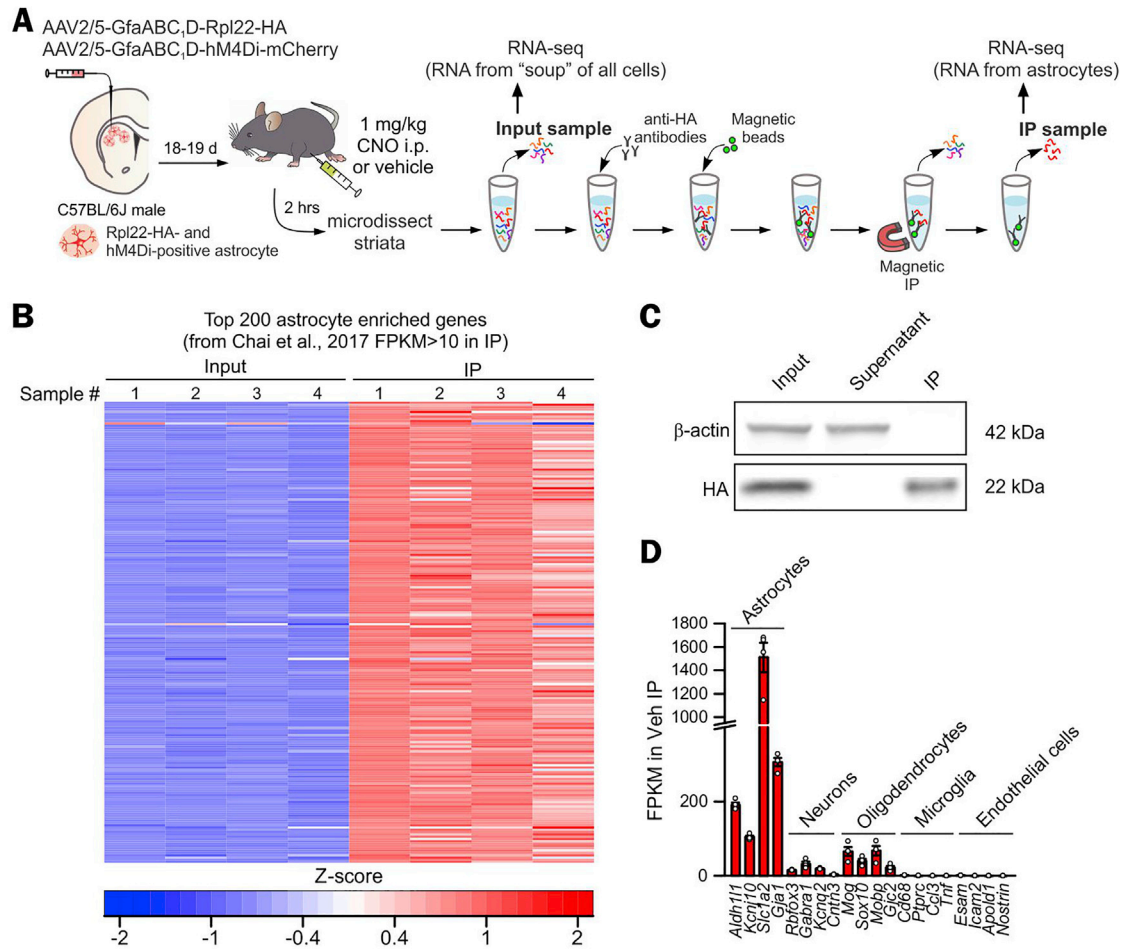 A
AAV2/5-GfaABC1D-Rpl22-HA
AAV2/5-GfaABC1D-hM4Di-mCherry
18-19 d
C57BL/6J male
Rpl22-HA- and
hM4Di-positive astrocyte
1 mg/kg
CNO i.p.
or vehicle
2 hrs
microdissect
striata
RNA-seq
(RNA from “soup” of all cells)
Input sample
anti-HA
antibodies
Magnetic
beads
Magnetic
IP
RNA-seq
(RNA from astrocytes)
IP sample
B
Top 200 astrocyte enriched genes
(from Chai et al., 2017 FPKM>10 in IP)
Input IP
Sample # 1 2 3 4 1 2 3 4
Z-score
-2 -1 -0.4 0.4 1 2
C
Input Supernatant IP
β-actin 42 kDa
HA 22 kDa
D
FPKM in Veh IP
1800
1600
1400
1200
1000
200
0
Astrocytes
Neurons
Oligodendrocytes
Microglia
Endothelial cells
Aldh1l1
Kcnj10
Slc1a2
Gja1
Rbfox3
Gabra1
Kcnq2
Cntn3
Mog
Sox10
Mobp
Gjc2
Cd68
Ptprc
Ccl3
Tnf
Esam
Icam2
Apold1
Nostrin